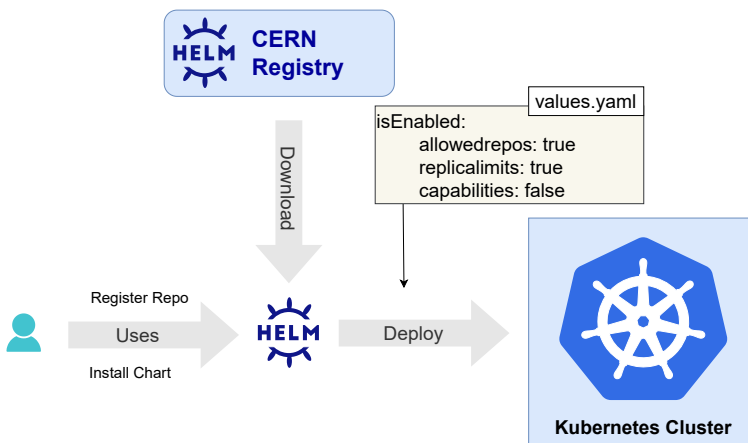 HELM
CERN
Registry
values.yaml
isEnabled:
allowedrepos: true
replicalimits: true
capabilities: false
Download
Register Repo
Uses
Install Chart
HELM
Deploy
Kubernetes Cluster